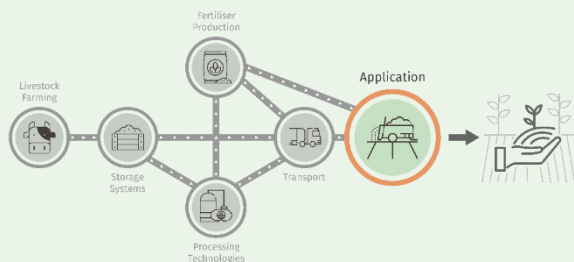 Fertiliser
Production
Application
Livestock
Farming
Storage
Systems
Transport
Processing
Technologies